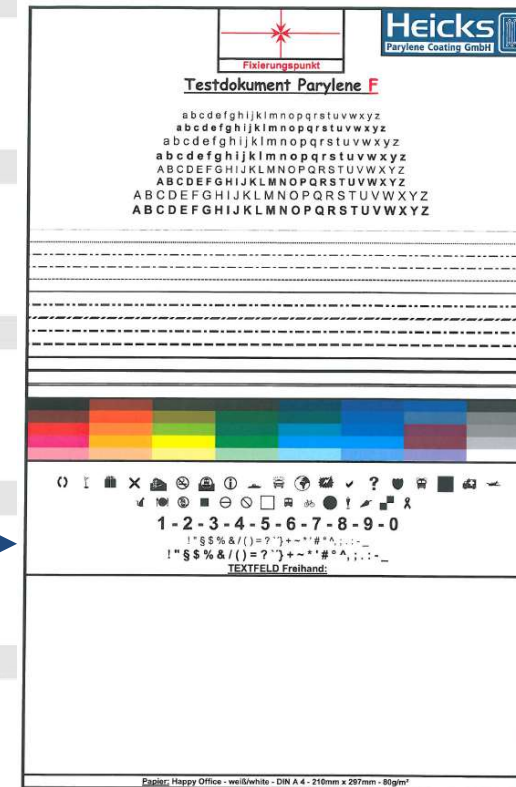 Fixierungspunkt
Heicks
Parylene Coating GmbH
Testdokument Parylene F
abcdefghijklmnopqrstuvwxyz
abcdefghijklmnopqrstuvwxyz
abcdefghijklmnopqrstuvwxyz
abcdefghijklmnopqrstuvwxyz
ABCDEFGHIJKLMNOPQRSTUVWXYZ
ABCDEFGHIJKLMNOPQRSTUVWXYZ
ABCDEFGHIJKLMNOPQRSTUVWXYZ
ABCDEFGHIJKLMNOPQRSTUVWXYZ
1-2-3-4-5-6-7-8-9-0
!"§$%&/()=?`´}+~*'#°^,;.:-_
!"§$%&/()=?`´}+~*'#°^,;.:-_
TEXTFELD Freihand:
Papier: Happy Office - weiß/white - DIN A 4 - 210mm x 297mm - 80g/m²